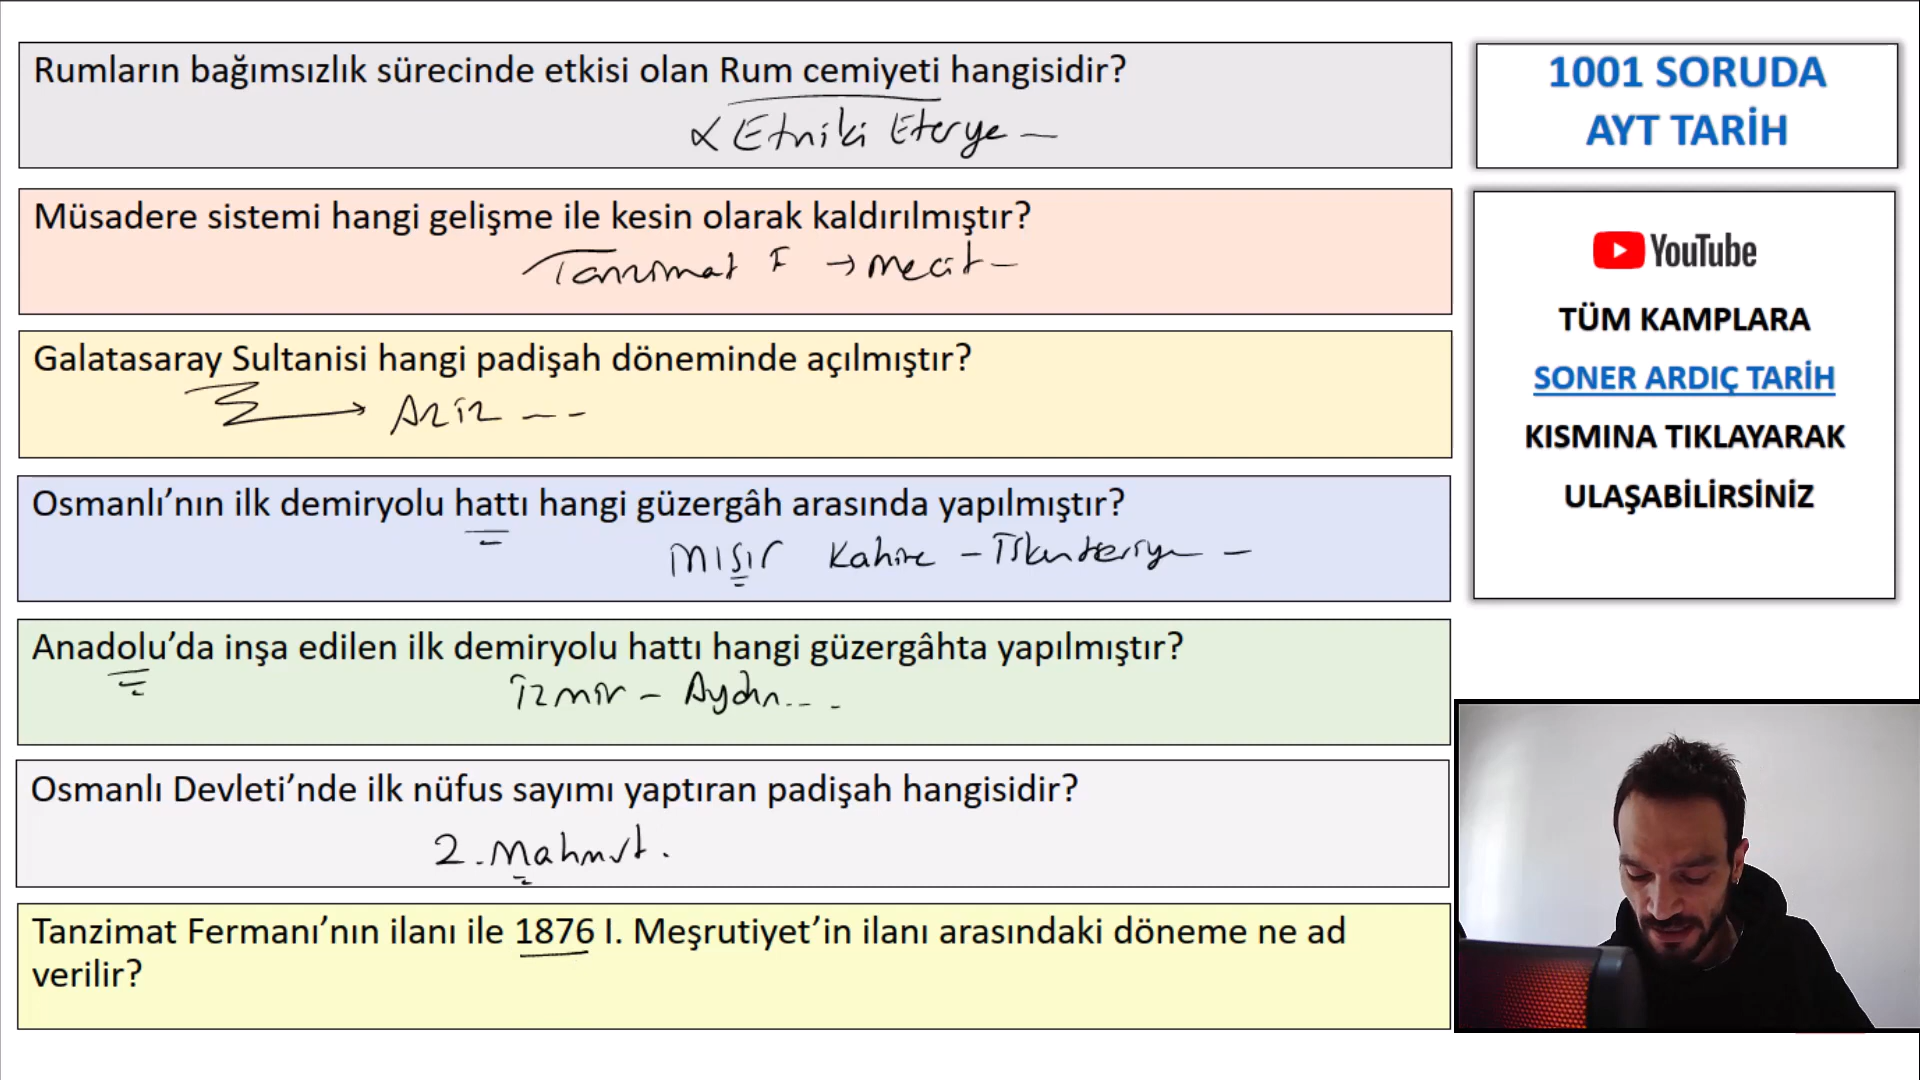 Rumların bağımsızlık sürecinde etkisi olan Rum cemiyeti hangisidir?
Etniki Eterye
Müsadere sistemi hangi gelişme ile kesin olarak kaldırılmıştır?
Tanzimat F → Mecit
Galatasaray Sultanisi hangi padişah döneminde açılmıştır?
Aziz
Osmanlı’nın ilk demiryolu hattı hangi güzergâh arasında yapılmıştır?
MISIR Kahire – İskenderiye
Anadolu’da inşa edilen ilk demiryolu hattı hangi güzergâhta yapılmıştır?
İzmir – Aydın...
Osmanlı Devleti’nde ilk nüfus sayımı yaptıran padişah hangisidir?
2. Mahmut.
Tanzimat Fermanı’nın ilanı ile 1876 I. Meşrutiyet’in ilanı arasındaki döneme ne ad
verilir?
1001 SORUDA
AYT TARİH
YouTube
TÜM KAMPLARA
SONER ARDIÇ TARİH
KISMINA TIKLAYARAK
ULAŞABİLİRSİNİZ